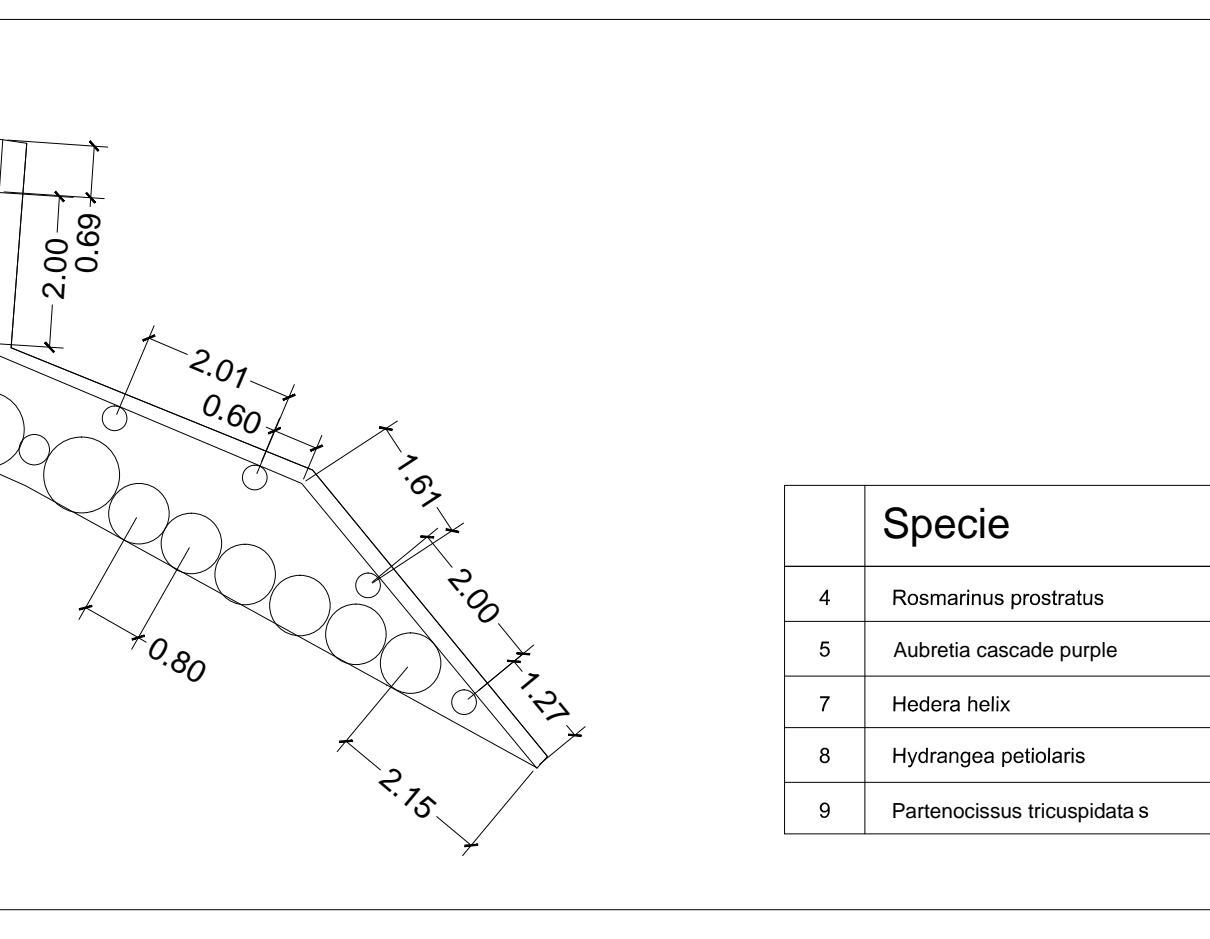 0.69
2.00
2.01
0.60
1.61
2.00
1.27
0.80
2.15
Specie
4 Rosmarinus prostratus
5 Aubretia cascade purple
7 Hedera helix
8 Hydrangea petiolaris
9 Partenocissus tricuspidata s